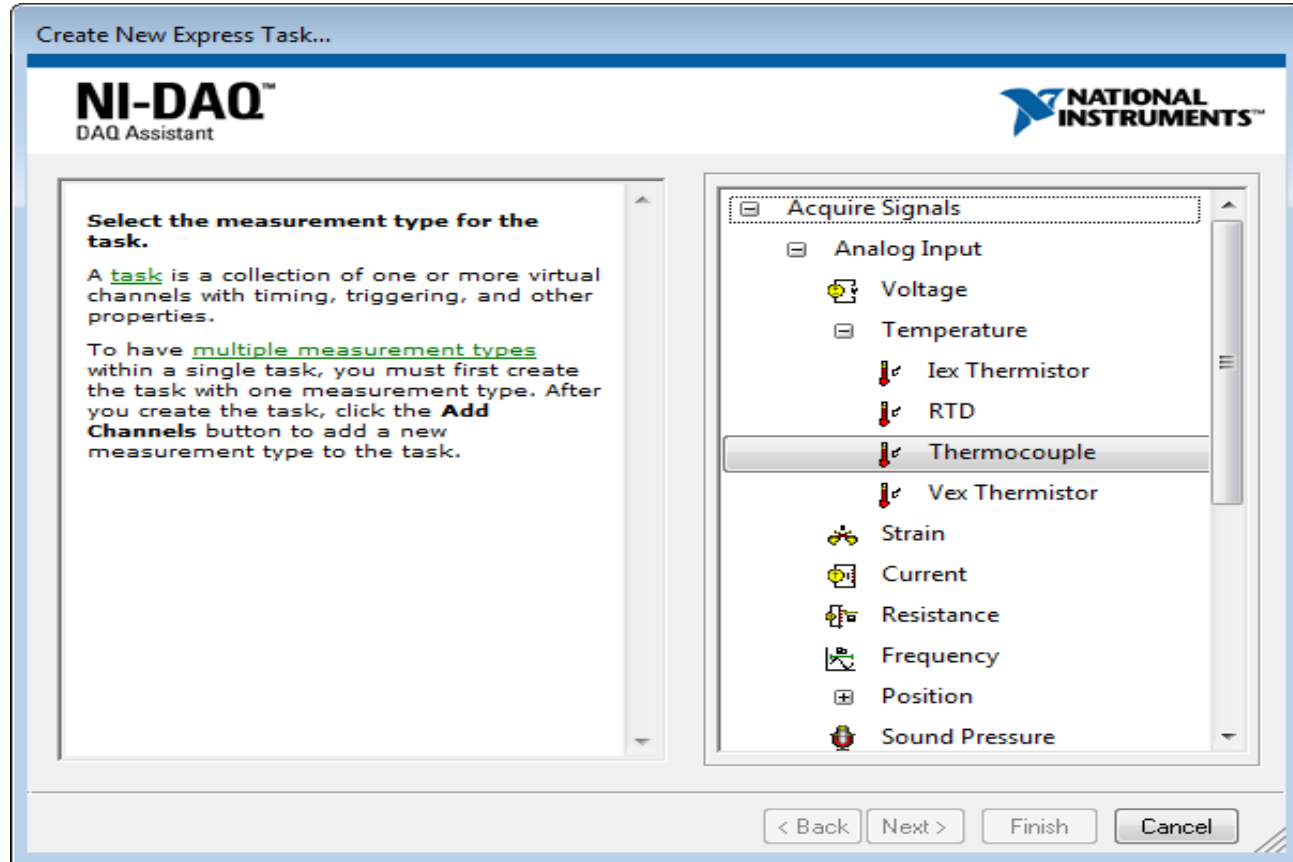 Create New Express Task...
NI-DAQ™
DAQ Assistant
NATIONAL
INSTRUMENTS™
Select the measurement type for the
task.
A task is a collection of one or more virtual
channels with timing, triggering, and other
properties.
To have multiple measurement types
within a single task, you must first create
the task with one measurement type. After
you create the task, click the Add
Channels button to add a new
measurement type to the task.
Acquire Signals
Analog Input
Voltage
Temperature
Iex Thermistor
RTD
Thermocouple
Vex Thermistor
Strain
Current
Resistance
Frequency
Position
Sound Pressure
< Back Next > Finish Cancel